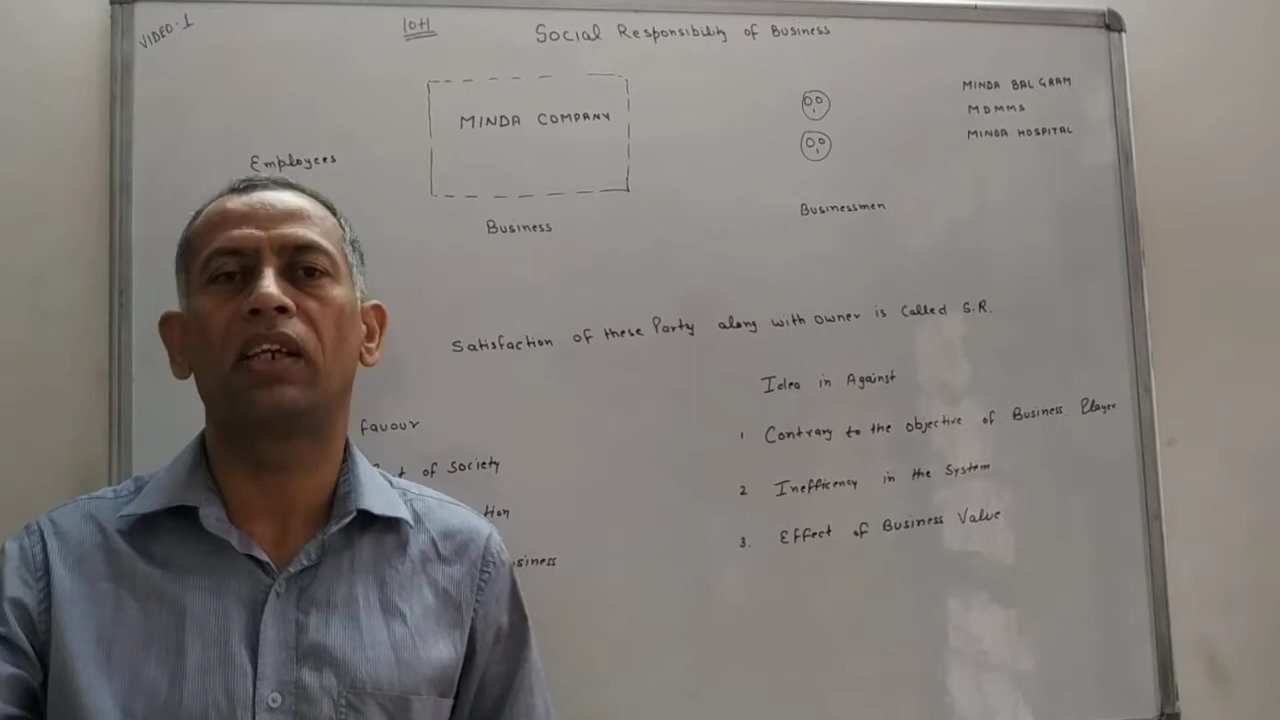 VIDEO-1
10+1
Social Responsibility of Business
MINDA COMPANY
Employees
Business
Businessmen
MINDA BAL GRAM
MDMMS
MINDA HOSPITAL
Satisfaction of these Party along with owner is called S.R.
favour
of Society
Idea in Against
1 Contrary to the objective of Business Player
2 Inefficency in the System
3. Effect of Business Value